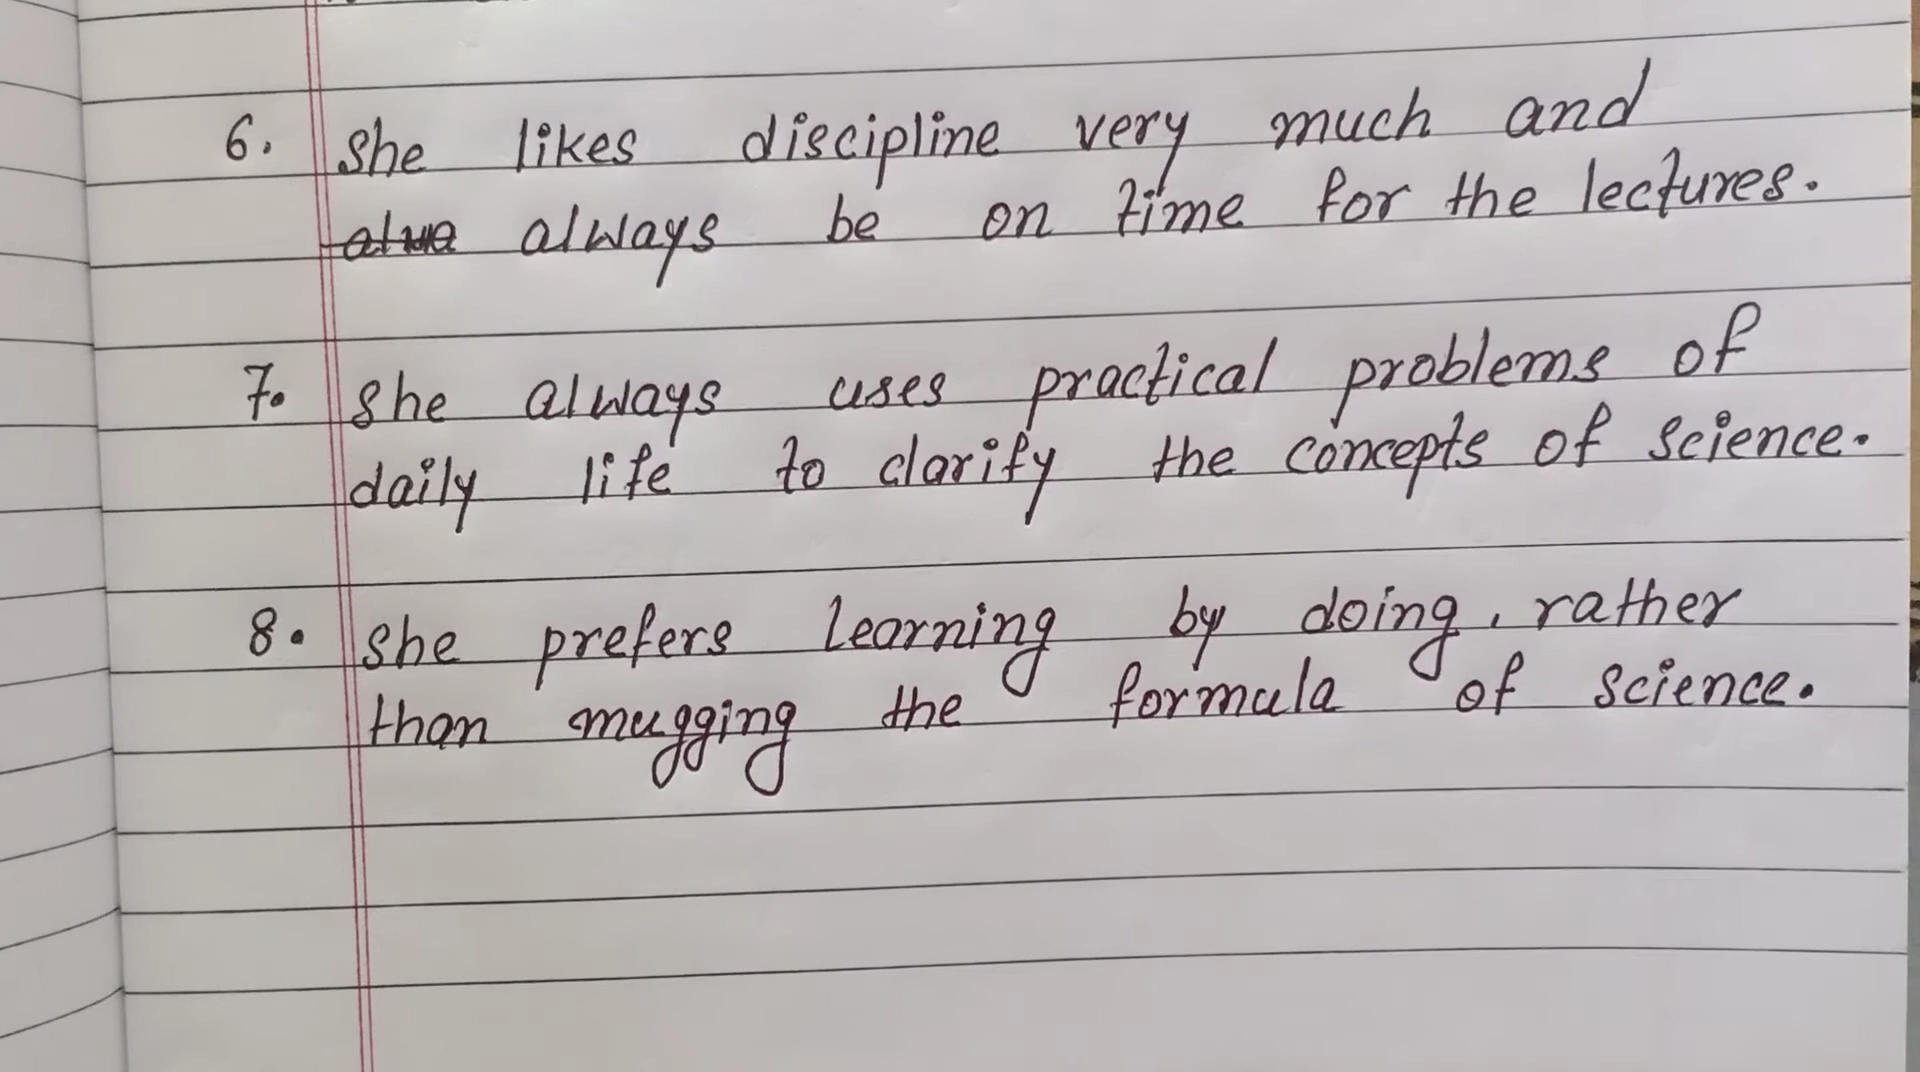 6. She likes discipline very much and
always be on time for the lectures.
7. She always uses practical problems of
daily life to clarify the concepts of science.
8. She prefers learning by doing, rather
than mugging the formula of science.